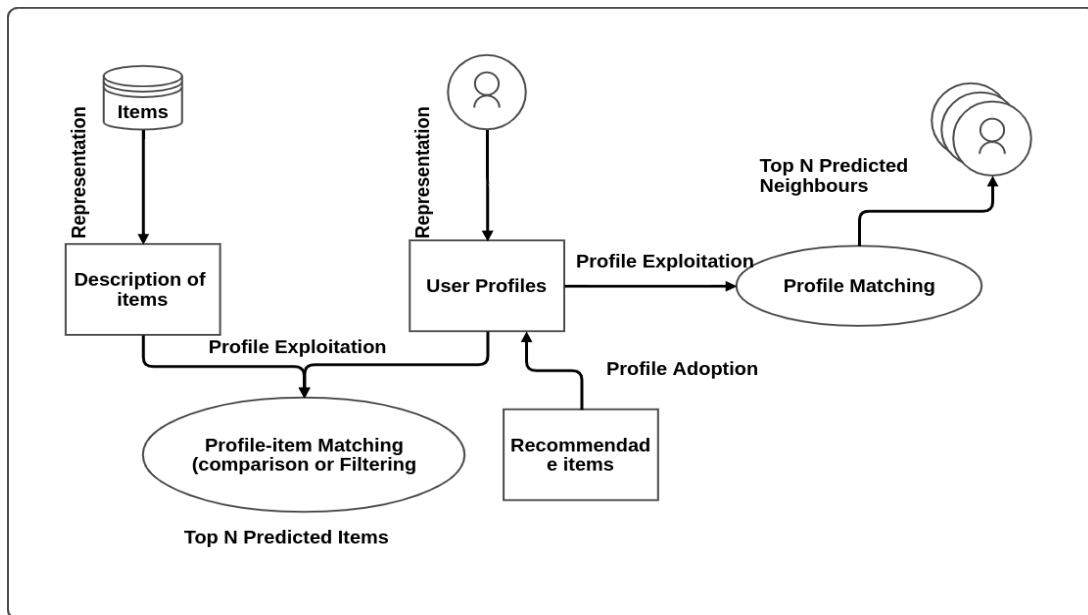 Items
Representation
Representation
Top N Predicted
Neighbours
Description of
items
User Profiles
Profile Exploitation
Profile Matching
Profile Exploitation
Profile Adoption
Profile-item Matching
(comparison or Filtering
Recommendad
e items
Top N Predicted Items